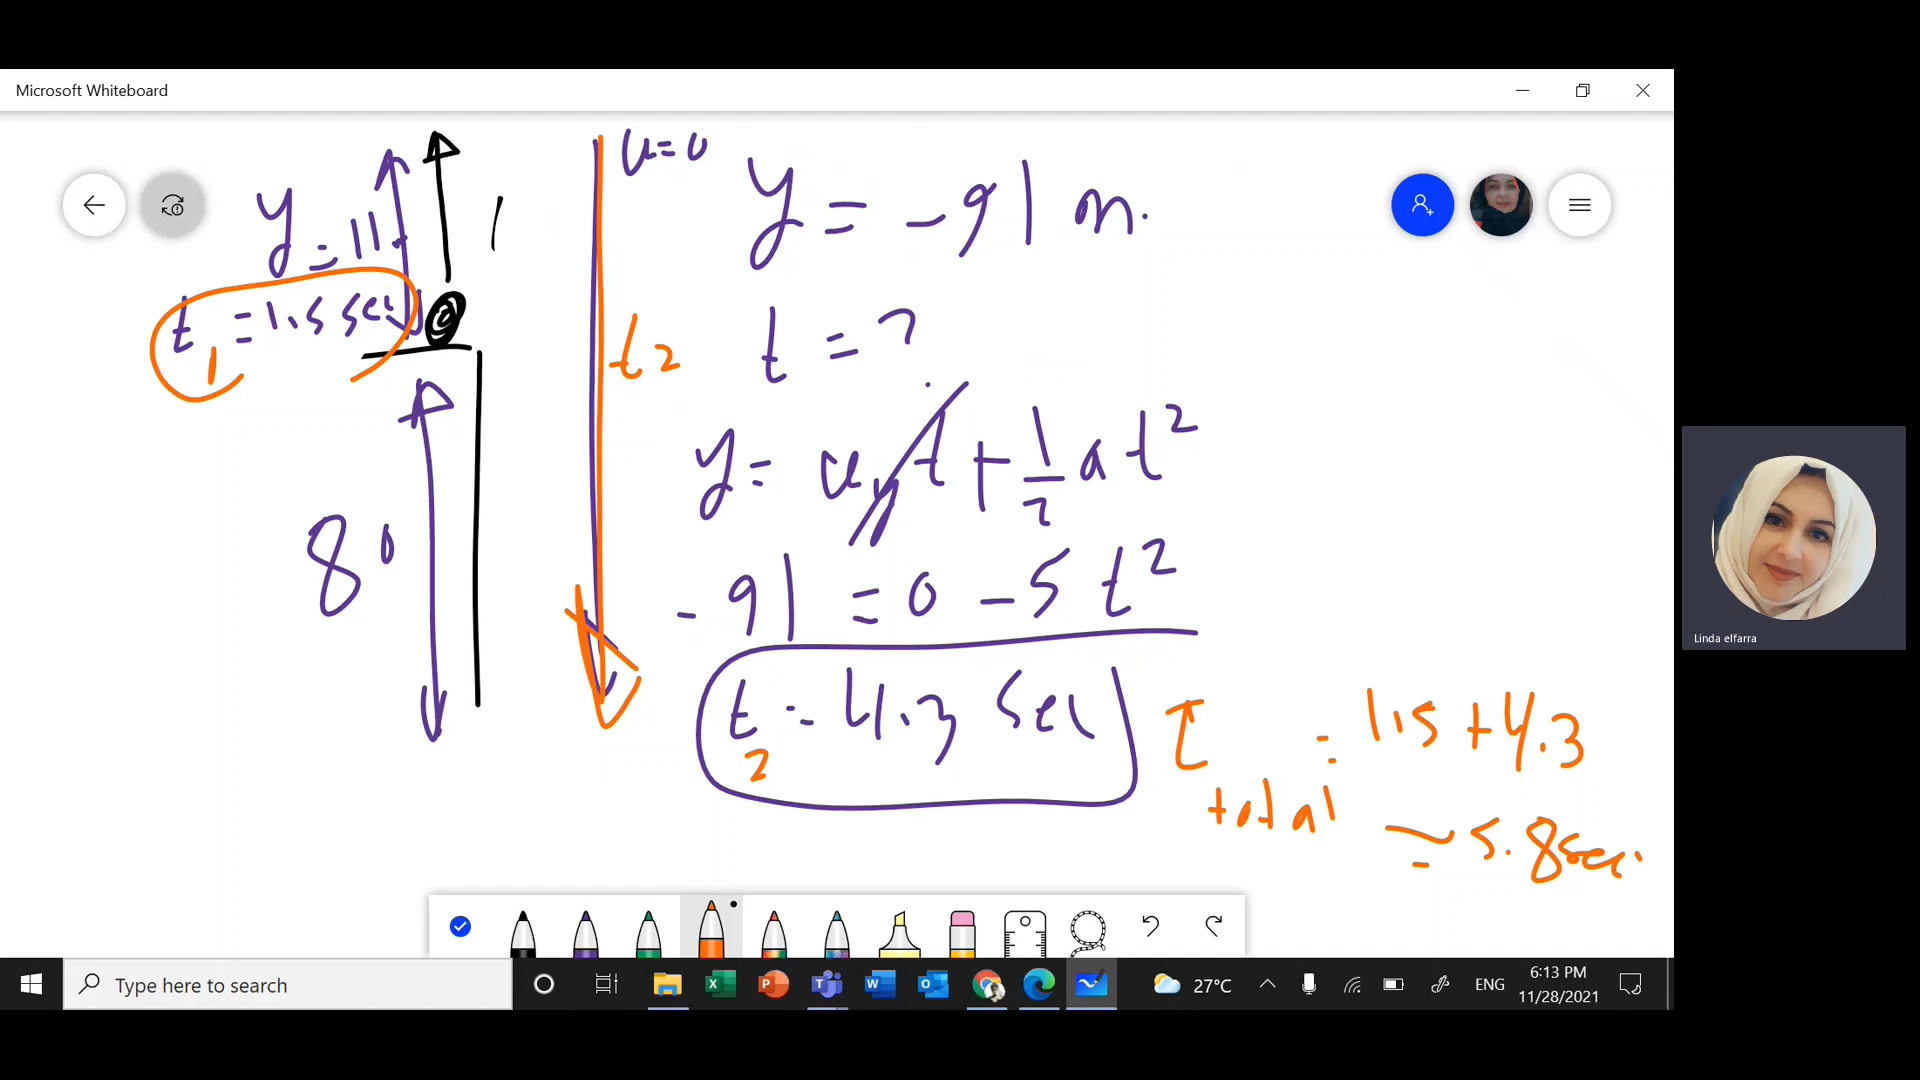 Microsoft Whiteboard
y = 11.
t1 = 1.5 sec
80
u=0
t2
y = -91 m.
t = ?
y = uyt + 1/2 at²
-91 = 0 - 5 t²
t2 = 4.3 sec
total = 1.5 + 4.3
= 5.8 sec.
Linda elfarra
Type here to search
27°C
ENG
6:13 PM
11/28/2021